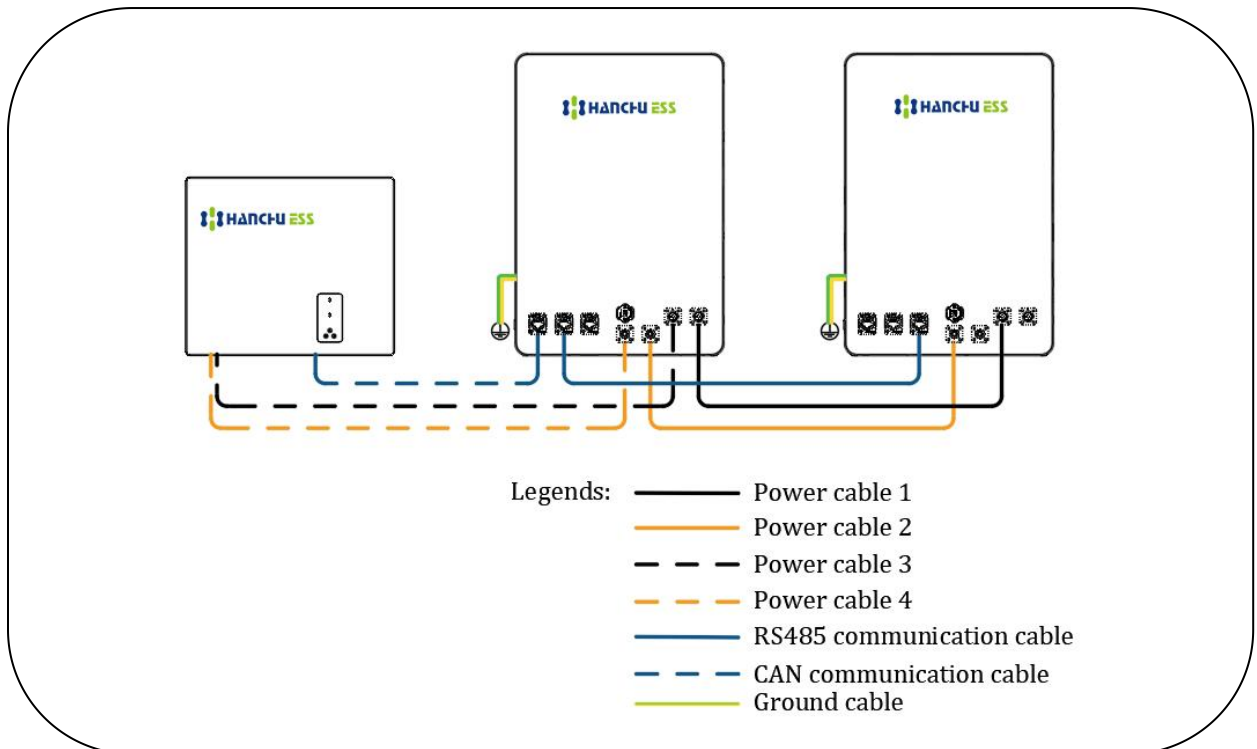 HANCHU ESS
HANCHU ESS
HANCHU ESS
Legends:
Power cable 1
Power cable 2
Power cable 3
Power cable 4
RS485 communication cable
CAN communication cable
Ground cable